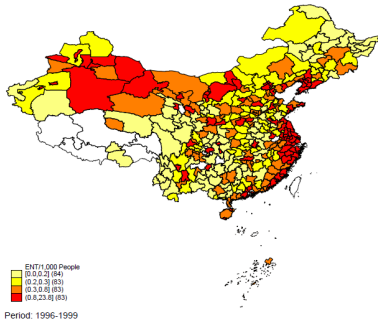 ENT/1,000 People
[0.0,0.2] (84)
(0.2,0.3] (83)
(0.3,0.8] (83)
(0.8,23.8] (83)
Period: 1996-1999